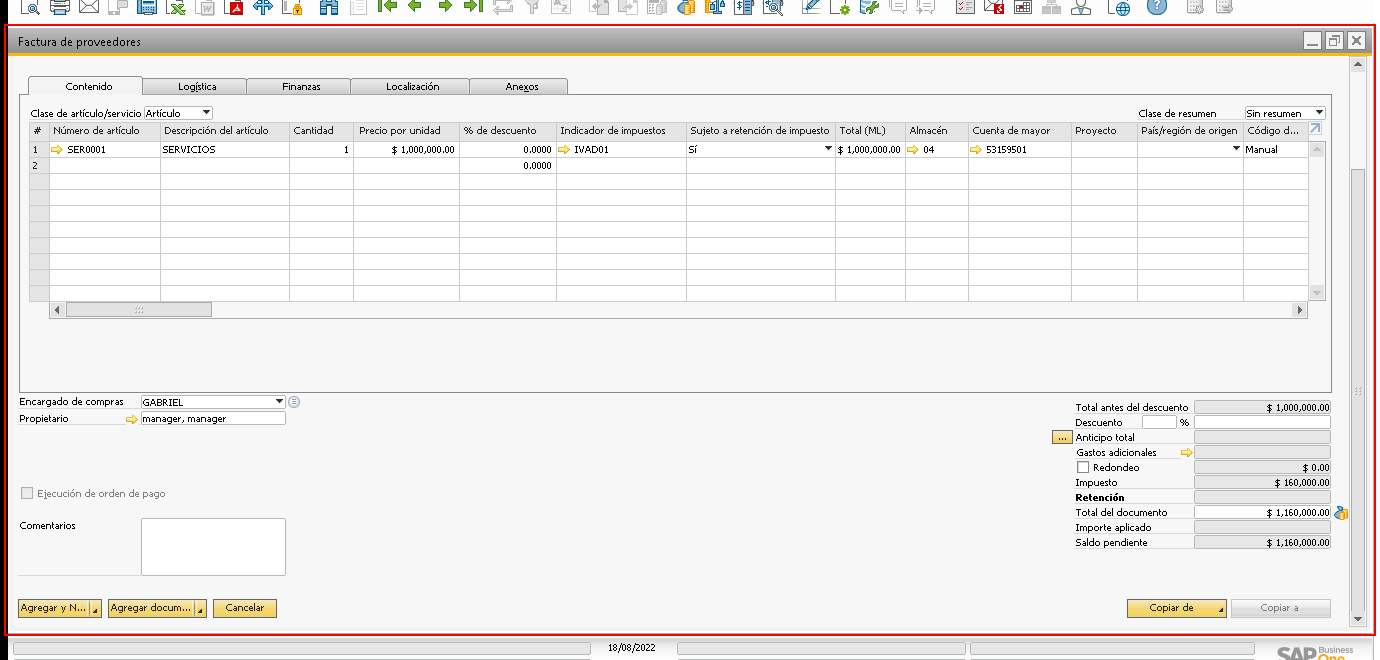 Factura de proveedores
Contenido Logística Finanzas Localización Anexos
Clase de artículo/servicio Artículo Clase de resumen Sin resumen
# Número de artículo Descripción del artículo Cantidad Precio por unidad % de descuento Indicador de impuestos Sujeto a retención de impuesto Total (ML) Almacén Cuenta de mayor Proyecto País/región de origen Código d...
1 SER0001 SERVICIOS 1 $ 1,000,000.00 0.0000 IVAD01 Sí $ 1,000,000.00 04 53159501 Manual
2 0.0000
Encargado de compras GABRIEL
Propietario manager, manager
Total antes del descuento $ 1,000,000.00
Descuento %
... Anticipo total
Gastos adicionales
Redondeo $ 0.00
Impuesto $ 160,000.00
Retención
Total del documento $ 1,160,000.00
Importe aplicado
Saldo pendiente $ 1,160,000.00
Ejecución de orden de pago
Comentarios
Agregar y N... Agregar docum... Cancelar Copiar de Copiar a
18/08/2022
SAP Business One